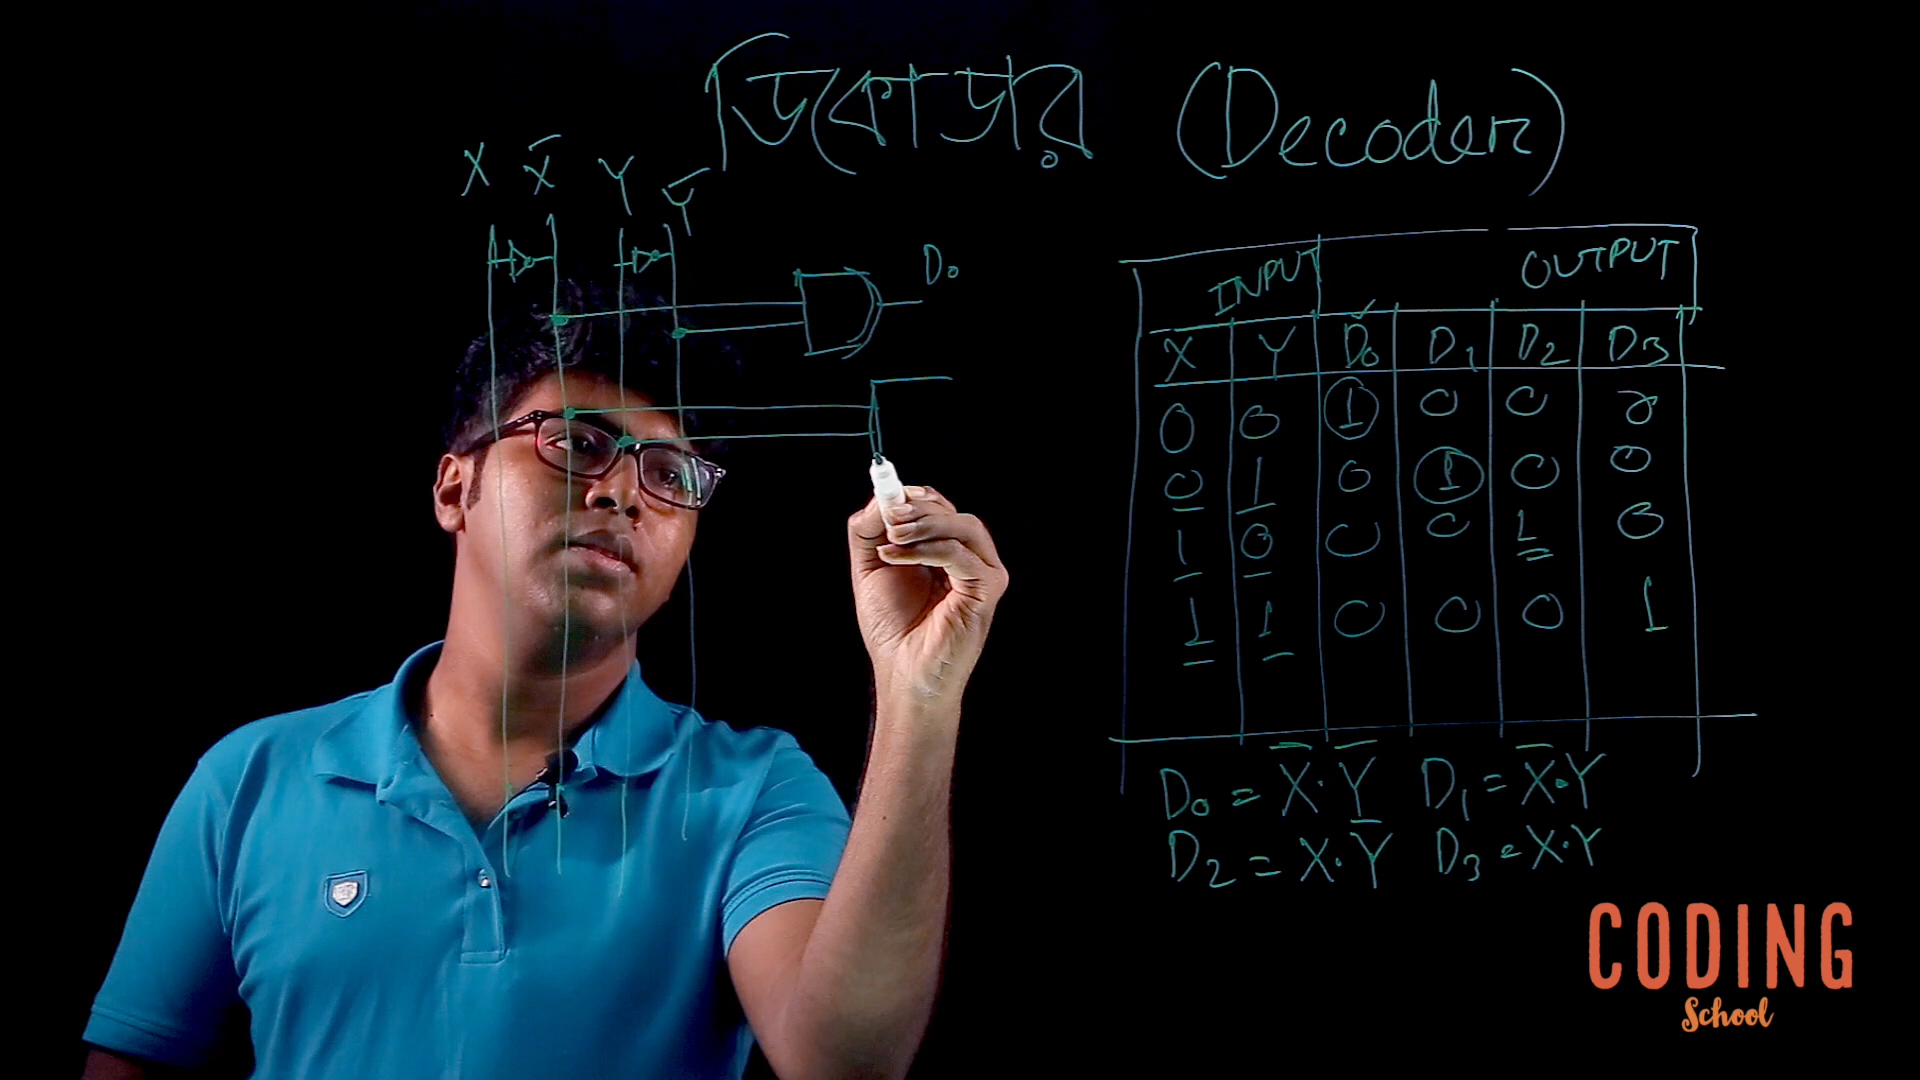 ডিকোডার (Decoder)
X X̅ Y Y̅
D₀
INPUT OUTPUT
X Y D₀ D₁ D₂ D₃
0 0 1 0 0 0
0 1 0 1 0 0
1 0 0 0 1 0
1 1 0 0 0 1
D₀ = X̅·Y̅ D₁ = X̅·Y
D₂ = X·Y̅ D₃ = X·Y
CODING
School